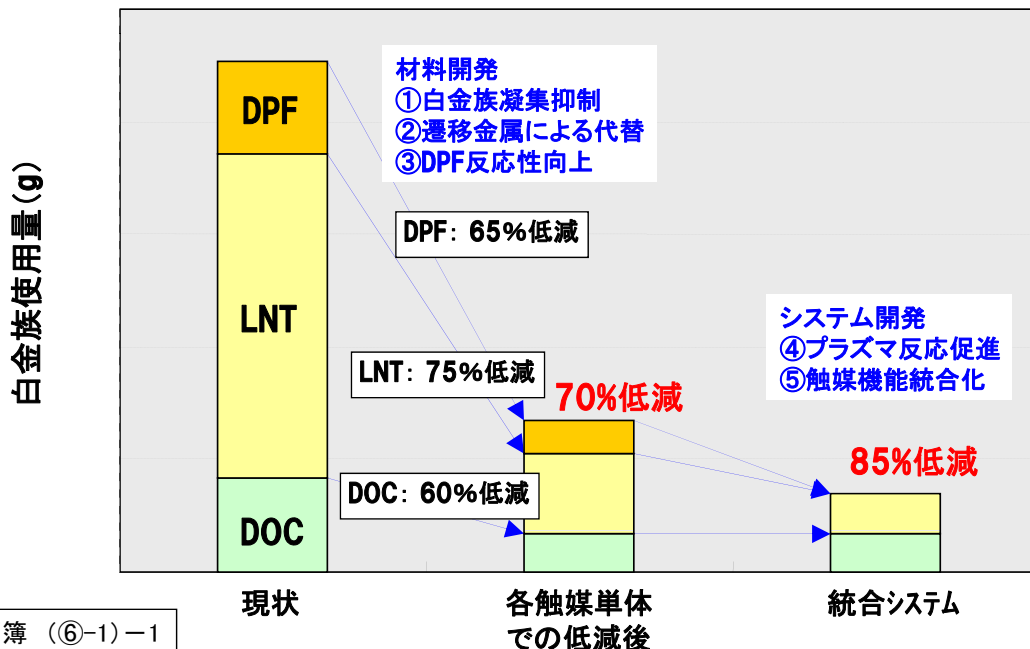 白金族使用量(g)
DPF
LNT
DOC
材料開発
①白金族凝集抑制
②遷移金属による代替
③DPF反応性向上
DPF: 65%低減
LNT: 75%低減
DOC: 60%低減
70%低減
システム開発
④プラズマ反応促進
⑤触媒機能統合化
85%低減
現状
各触媒単体
での低減後
統合システム
簿 (⑥-1)－1